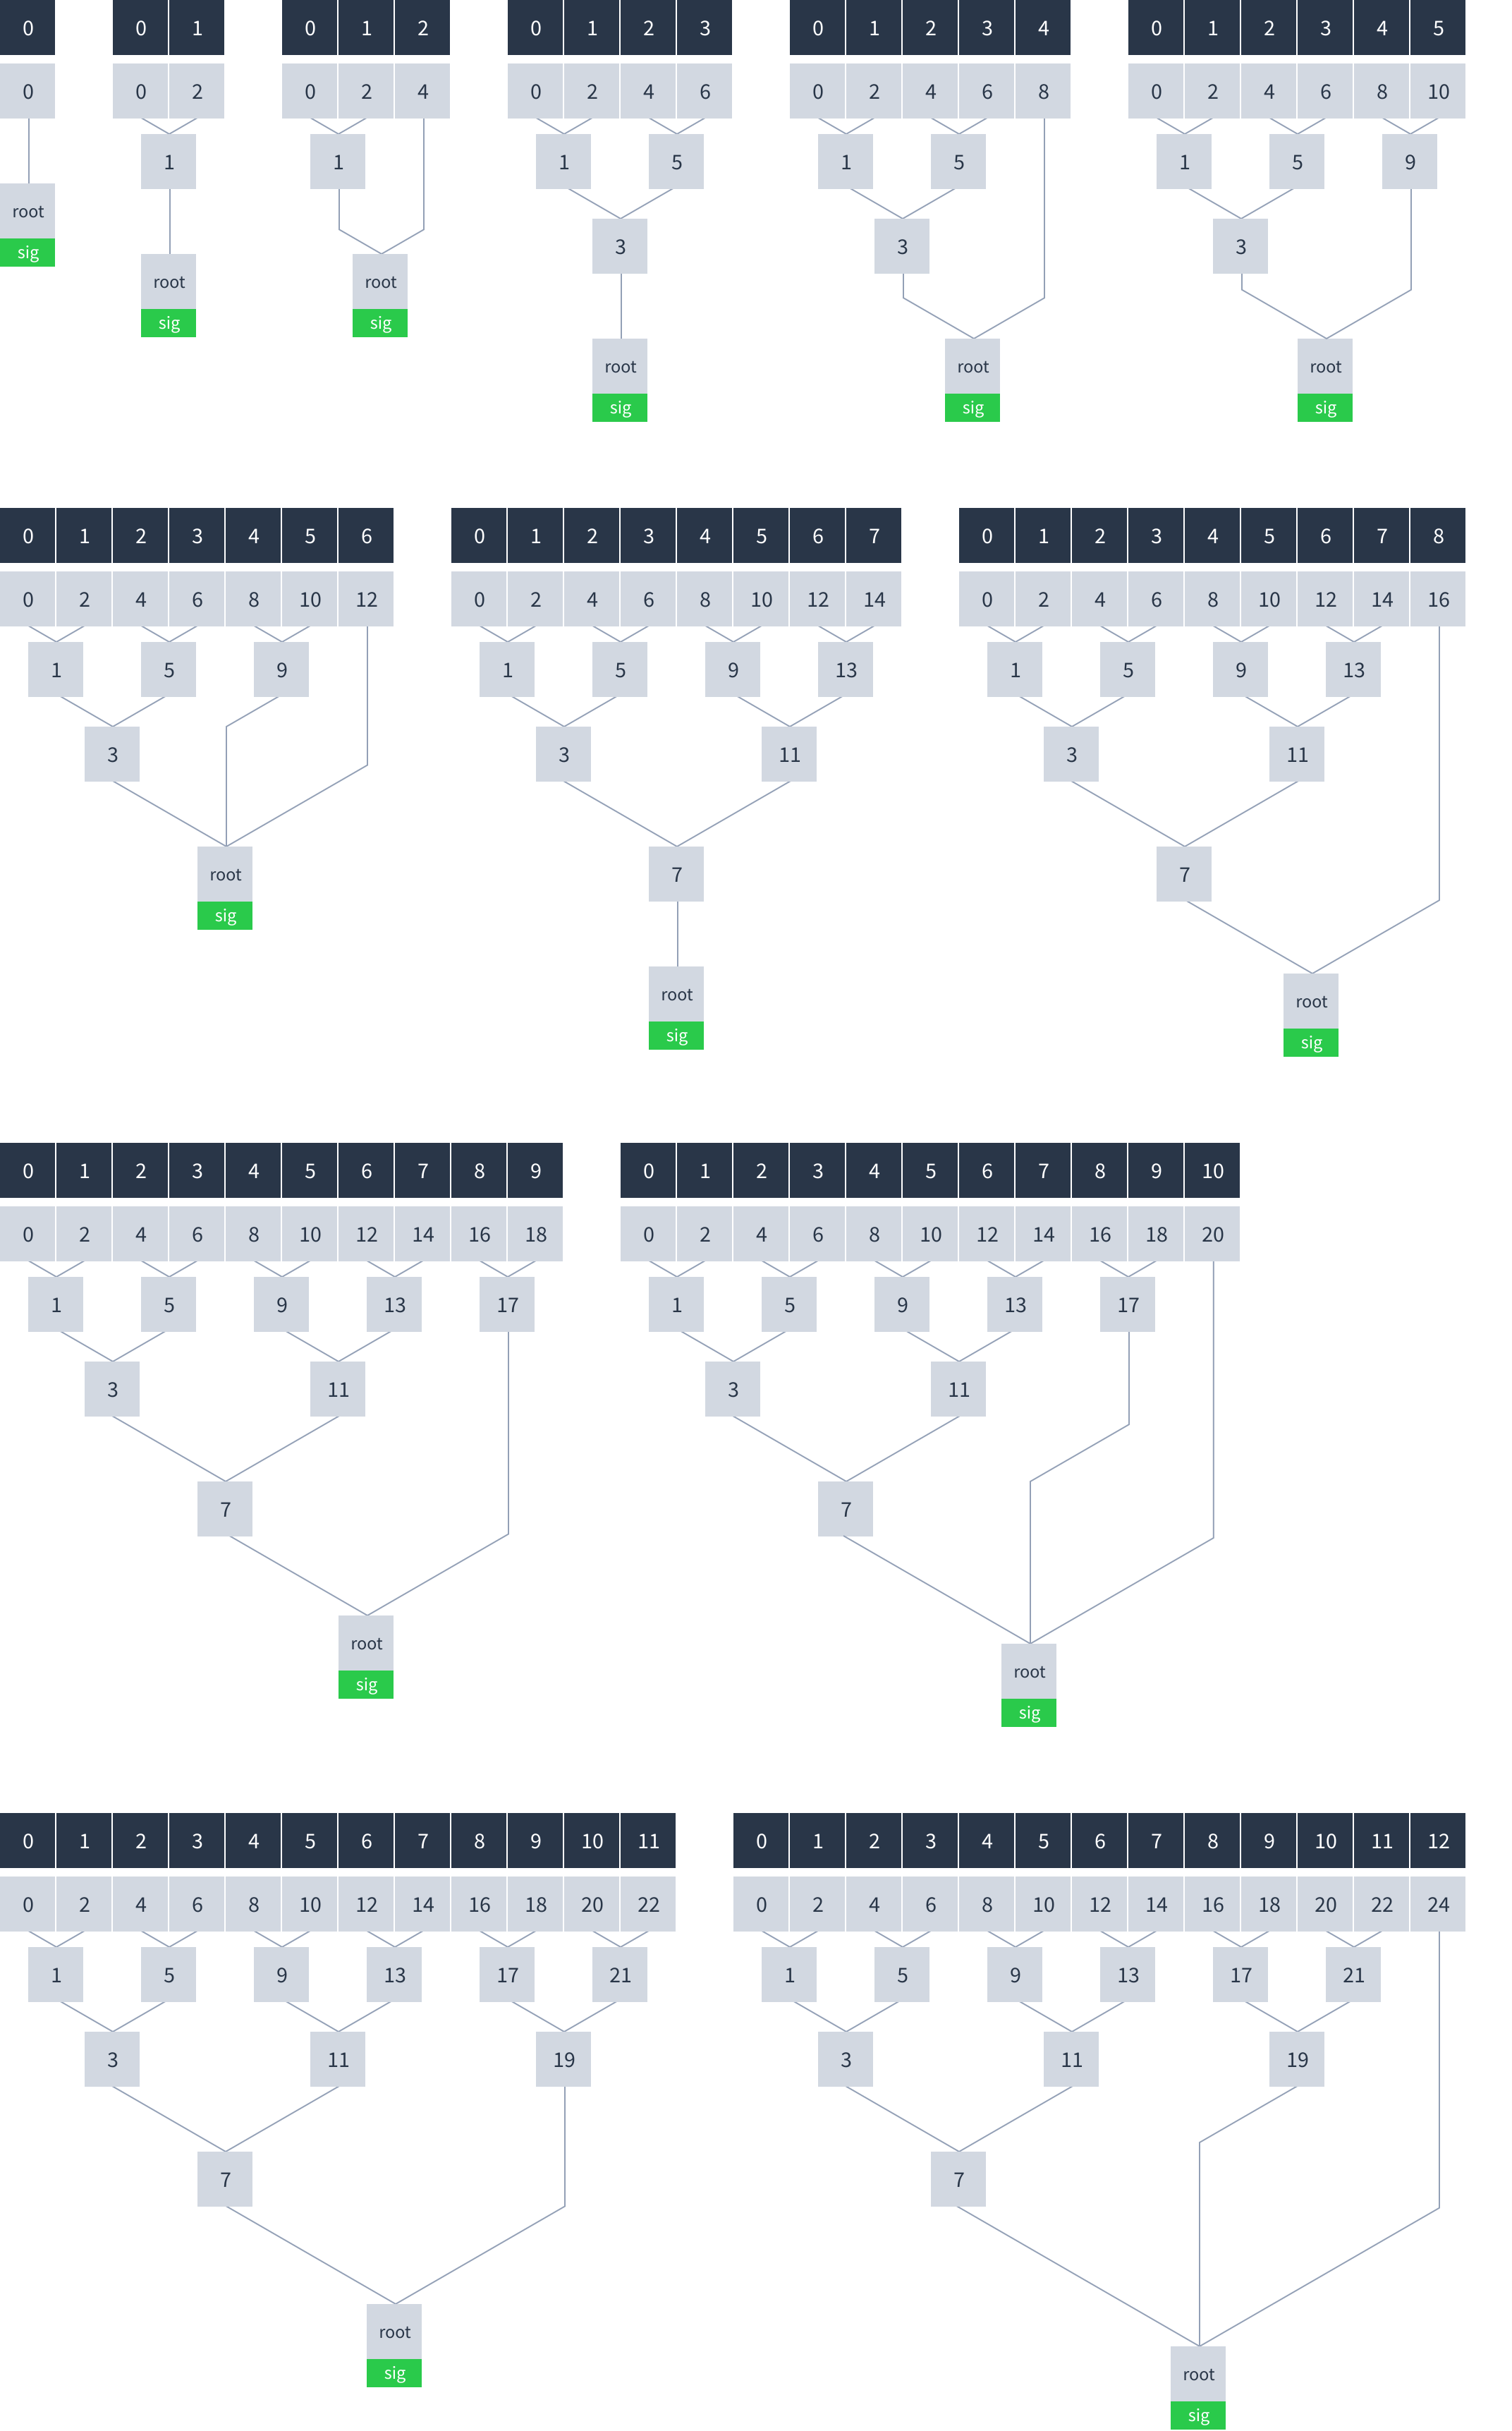 0 0 1 0 1 2 0 1 2 3 0 1 2 3 4 0 1 2 3 4 5
0 0 2 0 2 4 0 2 4 6 0 2 4 6 8 0 2 4 6 8 10
1 1 1 5 1 5 1 5 9
root
3 3 3
sig
root root
sig sig
root root root
sig sig sig
0 1 2 3 4 5 6 0 1 2 3 4 5 6 7 0 1 2 3 4 5 6 7 8
0 2 4 6 8 10 12 0 2 4 6 8 10 12 14 0 2 4 6 8 10 12 14 16
1 5 9 1 5 9 13 1 5 9 13
3 3 11 3 11
root 7 7
sig
root root
sig sig
0 1 2 3 4 5 6 7 8 9 0 1 2 3 4 5 6 7 8 9 10
0 2 4 6 8 10 12 14 16 18 0 2 4 6 8 10 12 14 16 18 20
1 5 9 13 17 1 5 9 13 17
3 11 3 11
7 7
root root
sig sig
0 1 2 3 4 5 6 7 8 9 10 11 0 1 2 3 4 5 6 7 8 9 10 11 12
0 2 4 6 8 10 12 14 16 18 20 22 0 2 4 6 8 10 12 14 16 18 20 22 24
1 5 9 13 17 21 1 5 9 13 17 21
3 11 19 3 11 19
7 7
root root
sig sig